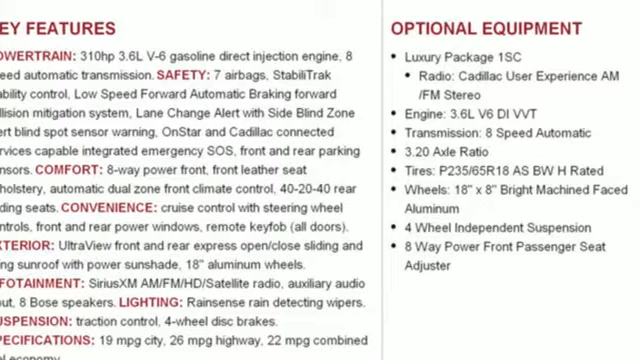 EY FEATURES
OWERTRAIN: 310hp 3.6L V-6 gasoline direct injection engine, 8
eed automatic transmission. SAFETY: 7 airbags, StabiliTrak
ability control, Low Speed Forward Automatic Braking forward
llision mitigation system, Lane Change Alert with Side Blind Zone
ert blind spot sensor warning, OnStar and Cadillac connected
rvices capable integrated emergency SOS, front and rear parking
nsors. COMFORT: 8-way power front, front leather seat
holstery, automatic dual zone front climate control, 40-20-40 rear
ding seats. CONVENIENCE: cruise control with steering wheel
ntrols, front and rear power windows, remote keyfob (all doors).
XTERIOR: UltraView front and rear express open/close sliding and
ing sunroof with power sunshade, 18" aluminum wheels.
FOTAINMENT: SiriusXM AM/FM/HD/Satellite radio, auxiliary audio
out, 8 Bose speakers. LIGHTING: Rainsense rain detecting wipers.
USPENSION: traction control, 4-wheel disc brakes.
PECIFICATIONS: 19 mpg city, 26 mpg highway, 22 mpg combined
el economy
OPTIONAL EQUIPMENT
• Luxury Package 1SC
• Radio: Cadillac User Experience AM
/FM Stereo
• Engine: 3.6L V6 DI VVT
• Transmission: 8 Speed Automatic
• 3.20 Axle Ratio
• Tires: P235/65R18 AS BW H Rated
• Wheels: 18" x 8" Bright Machined Faced
Aluminum
• 4 Wheel Independent Suspension
• 8 Way Power Front Passenger Seat
Adjuster